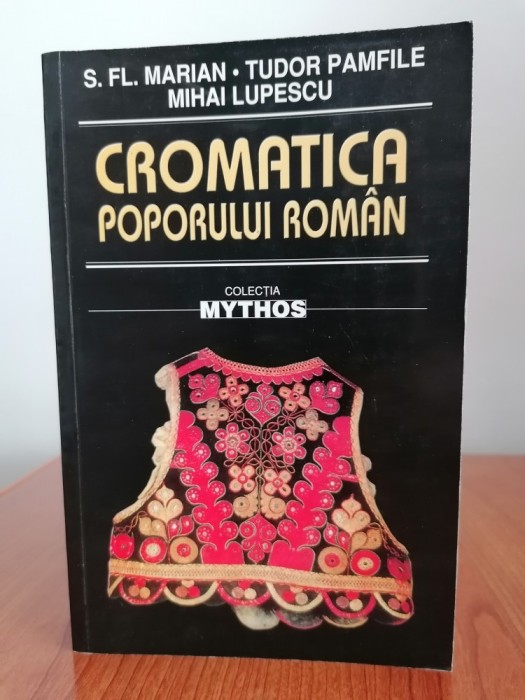 S. FL. MARIAN • TUDOR PAMFILE
MIHAI LUPESCU
CROMATICA
POPORULUI ROMÂN
COLECȚIA
MYTHOS